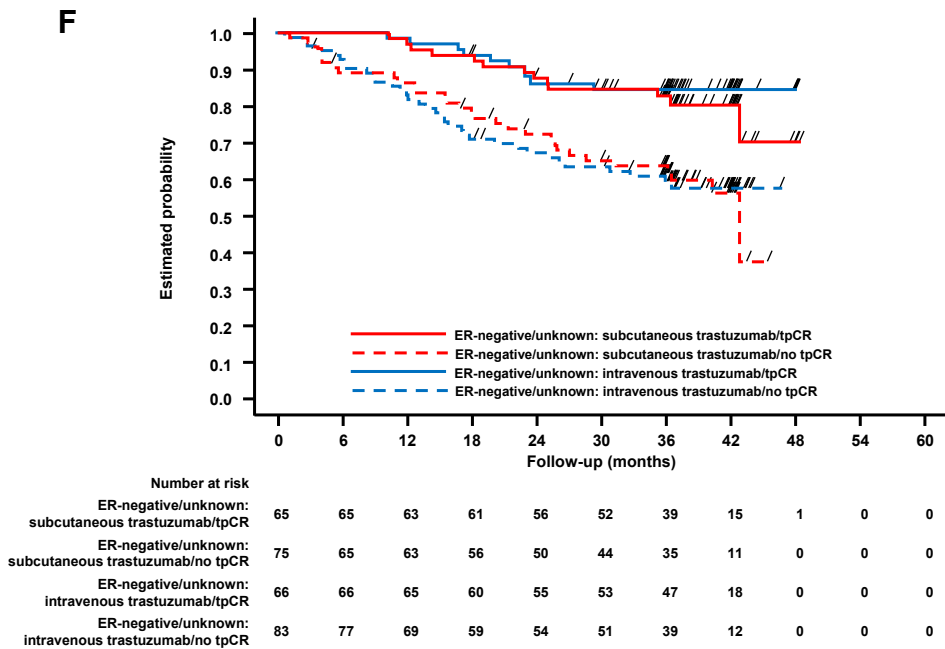 F
Estimated probability
1.0
0.9
0.8
0.7
0.6
0.5
0.4
0.3
0.2
0.1
0.0
ER-negative/unknown: subcutaneous trastuzumab/tpCR
ER-negative/unknown: subcutaneous trastuzumab/no tpCR
ER-negative/unknown: intravenous trastuzumab/tpCR
ER-negative/unknown: intravenous trastuzumab/no tpCR
0 6 12 18 24 30 36 42 48 54 60
Follow-up (months)
Number at risk
ER-negative/unknown:
subcutaneous trastuzumab/tpCR 65 65 63 61 56 52 39 15 1 0 0
ER-negative/unknown:
subcutaneous trastuzumab/no tpCR 75 65 63 56 50 44 35 11 0 0 0
ER-negative/unknown:
intravenous trastuzumab/tpCR 66 66 65 60 55 53 47 18 0 0 0
ER-negative/unknown:
intravenous trastuzumab/no tpCR 83 77 69 59 54 51 39 12 0 0 0